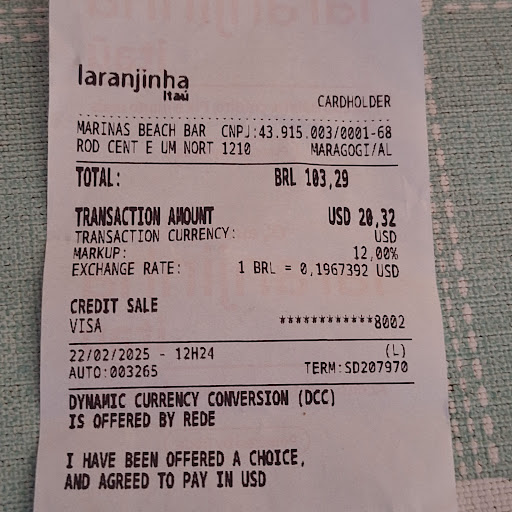 laranjinha
Itaú
CARDHOLDER
MARINAS BEACH BAR CNPJ:43.915.003/0001-68
ROD CENT E UM NORT 1210 MARAGOGI/AL
TOTAL: BRL 103,29
TRANSACTION AMOUNT USD 20,32
TRANSACTION CURRENCY: USD
MARKUP: 12,00%
EXCHANGE RATE: 1 BRL = 0,1967392 USD
CREDIT SALE
VISA ************8002
22/02/2025 - 12H24 (L)
AUTO:003265 TERM:SD207970
DYNAMIC CURRENCY CONVERSION (DCC)
IS OFFERED BY REDE
I HAVE BEEN OFFERED A CHOICE,
AND AGREED TO PAY IN USD